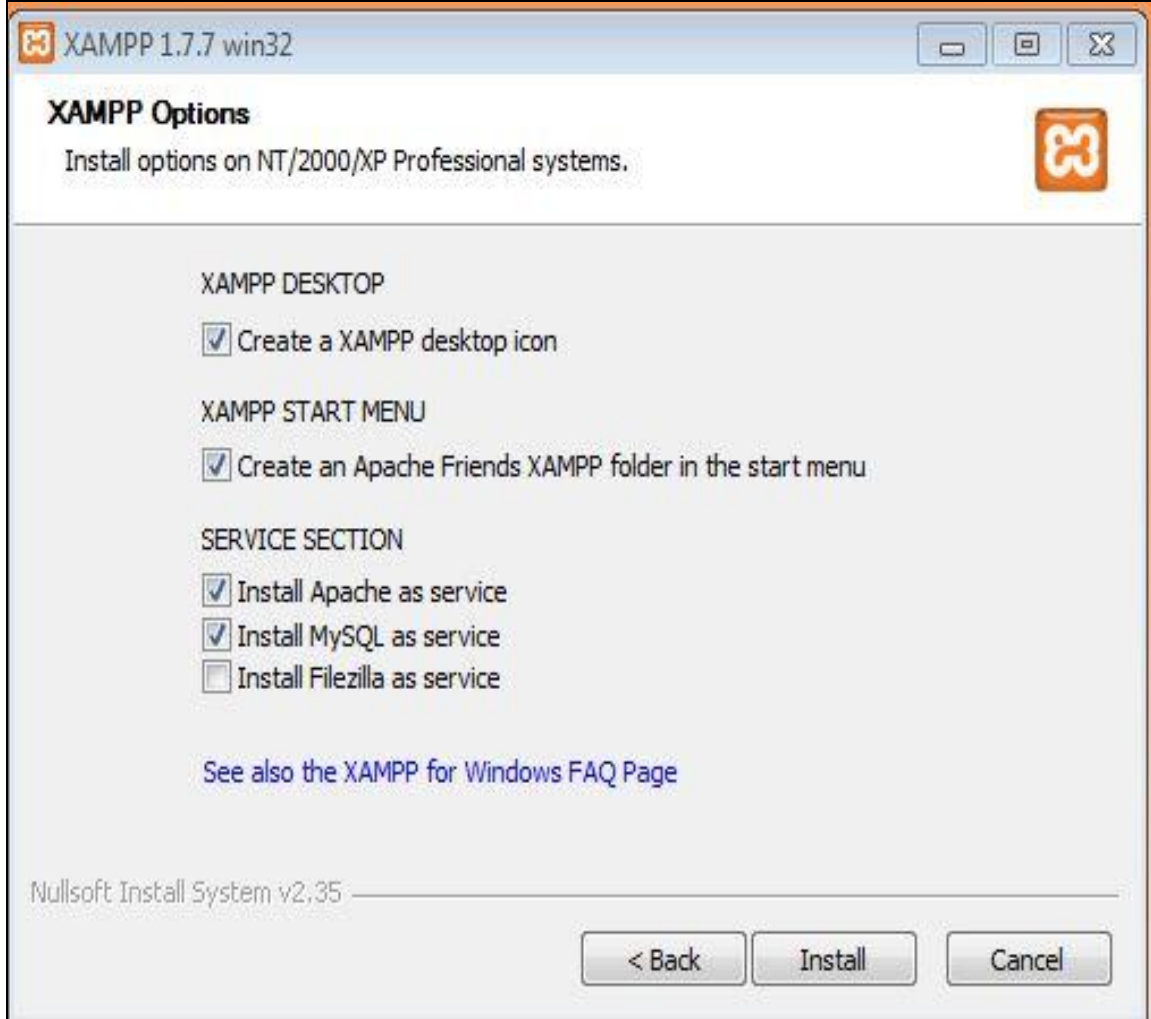 XAMPP 1.7.7 win32
XAMPP Options
Install options on NT/2000/XP Professional systems.
XAMPP DESKTOP
Create a XAMPP desktop icon
XAMPP START MENU
Create an Apache Friends XAMPP folder in the start menu
SERVICE SECTION
Install Apache as service
Install MySQL as service
Install Filezilla as service
See also the XAMPP for Windows FAQ Page
Nullsoft Install System v2.35
< Back Install Cancel